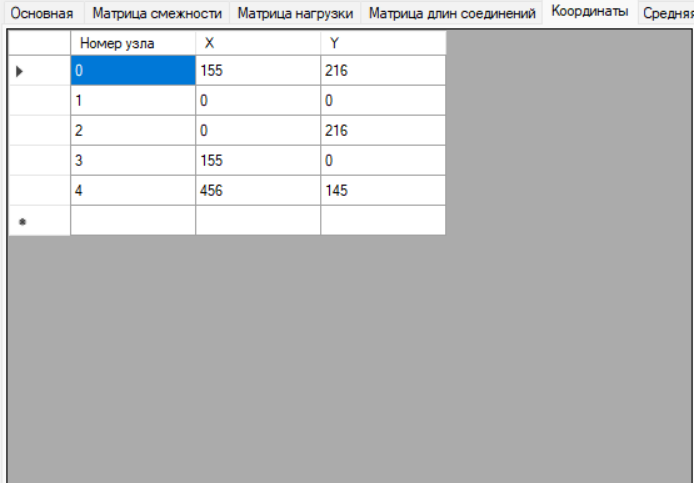 Основная Матрица смежности Матрица нагрузки Матрица длин соединений Координаты Средняя
Номер узла X Y
0 155 216
1 0 0
2 0 216
3 155 0
4 456 145